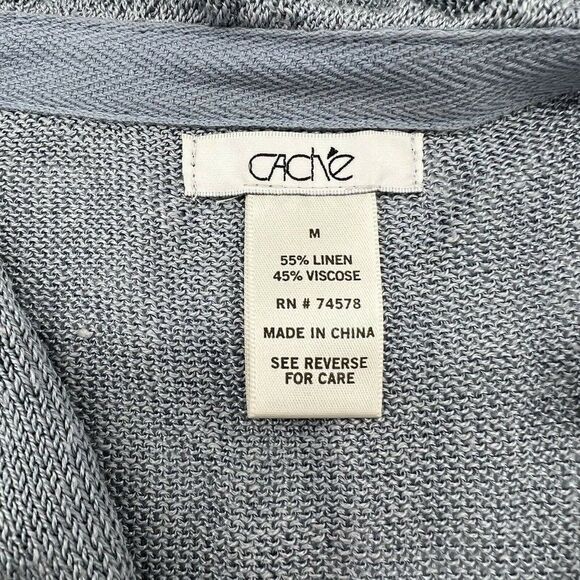 CAChé
M
55% LINEN
45% VISCOSE
RN # 74578
MADE IN CHINA
SEE REVERSE
FOR CARE